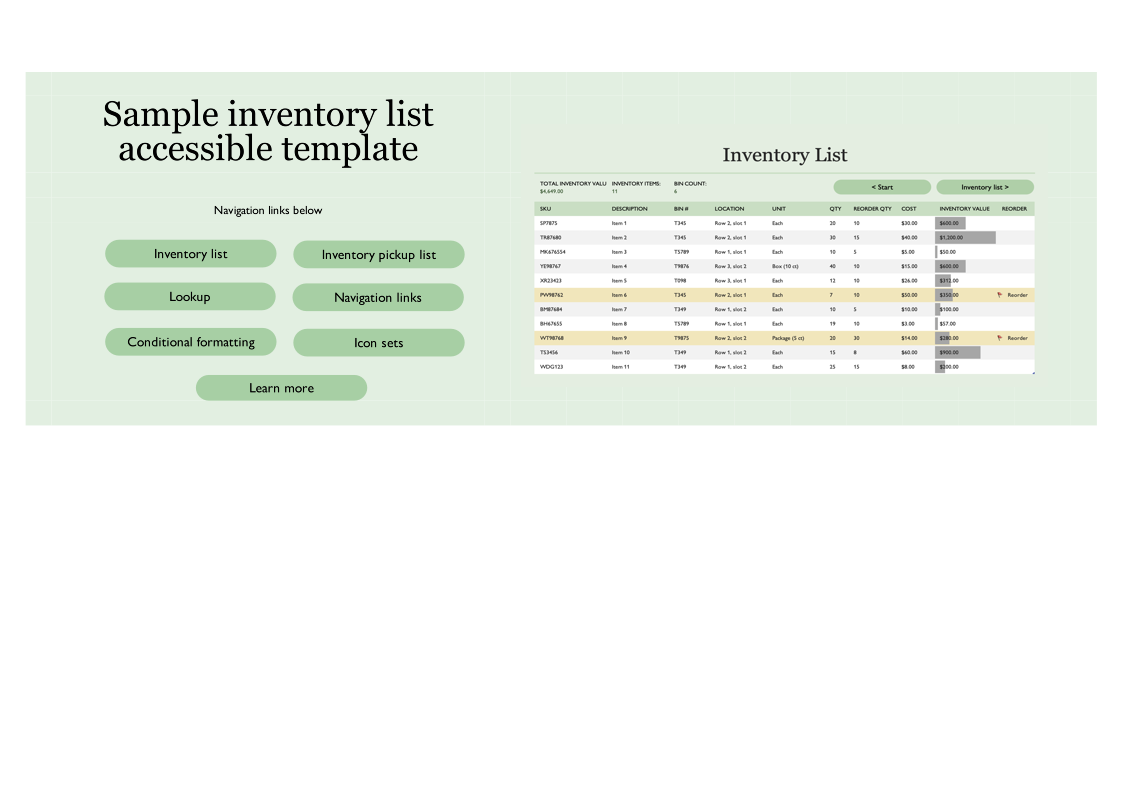 Sample inventory list
accessible template
Navigation links below
Inventory list
Inventory pickup list
Lookup
Navigation links
Conditional formatting
Icon sets
Learn more
Inventory List
TOTAL INVENTORY VALU INVENTORY ITEMS: BIN COUNT:
$4,649.00 11 6
< Start
Inventory list >
SKU DESCRIPTION BIN # LOCATION UNIT QTY REORDER QTY COST INVENTORY VALUE REORDER
SP7875 Item 1 T345 Row 2, slot 1 Each 20 10 $30.00 $600.00
TR87680 Item 2 T345 Row 2, slot 1 Each 30 15 $40.00 $1,200.00
MK676554 Item 3 T5789 Row 1, slot 1 Each 10 5 $5.00 $50.00
YE98767 Item 4 T9876 Row 3, slot 2 Box (10 ct) 40 10 $15.00 $600.00
XR23423 Item 5 T098 Row 3, slot 1 Each 12 10 $26.00 $312.00
PW98762 Item 6 T345 Row 2, slot 1 Each 7 10 $50.00 $350.00 Reorder
BM87684 Item 7 T349 Row 1, slot 2 Each 10 5 $10.00 $100.00
BH67655 Item 8 T5789 Row 1, slot 1 Each 19 10 $3.00 $57.00
WT98768 Item 9 T9875 Row 2, slot 2 Package (5 ct) 20 30 $14.00 $280.00 Reorder
TS3456 Item 10 T349 Row 1, slot 2 Each 15 8 $60.00 $900.00
WDG123 Item 11 T349 Row 1, slot 2 Each 25 15 $8.00 $200.00